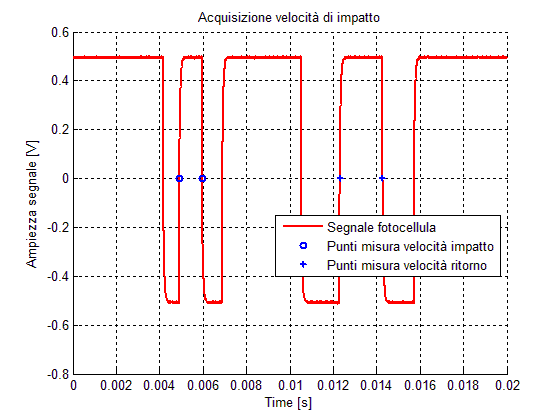 Acquisizione velocità di impatto
0.6
0.4
0.2
0
-0.2
-0.4
-0.6
-0.8
Ampiezza segnale [V]
Segnale fotocellula
Punti misura velocità impatto
Punti misura velocità ritorno
0 0.002 0.004 0.006 0.008 0.01 0.012 0.014 0.016 0.018 0.02
Time [s]